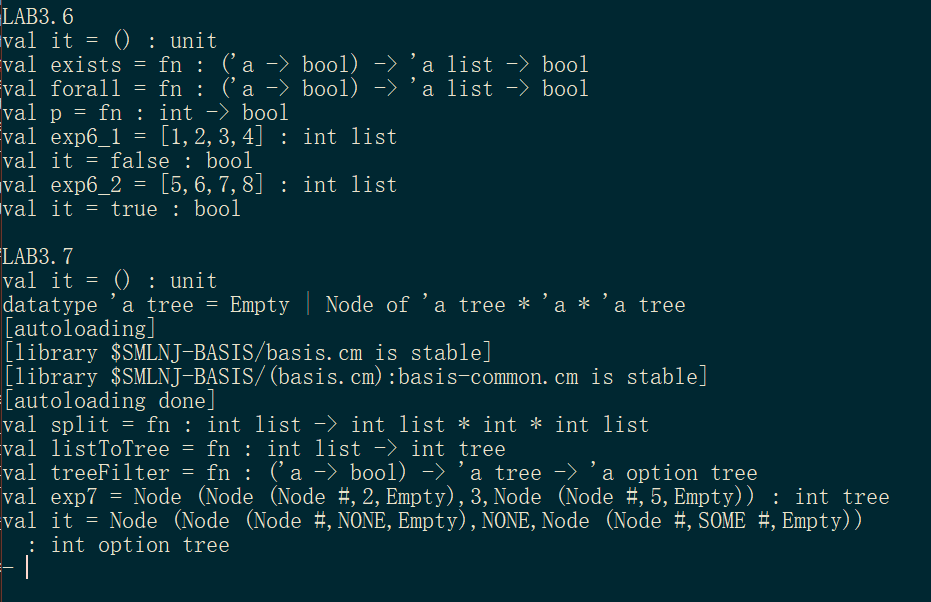 LAB3.6
val it = () : unit
val exists = fn : ('a -> bool) -> 'a list -> bool
val forall = fn : ('a -> bool) -> 'a list -> bool
val p = fn : int -> bool
val exp6_1 = [1,2,3,4] : int list
val it = false : bool
val exp6_2 = [5,6,7,8] : int list
val it = true : bool
LAB3.7
val it = () : unit
datatype 'a tree = Empty | Node of 'a tree * 'a * 'a tree
[autoloading]
[library $SMLNJ-BASIS/basis.cm is stable]
[library $SMLNJ-BASIS/(basis.cm):basis-common.cm is stable]
[autoloading done]
val split = fn : int list -> int list * int * int list
val listToTree = fn : int list -> int tree
val treeFilter = fn : ('a -> bool) -> 'a tree -> 'a option tree
val exp7 = Node (Node (Node #,2,Empty),3,Node (Node #,5,Empty)) : int tree
val it = Node (Node (Node #,NONE,Empty),NONE,Node (Node #,SOME #,Empty))
  : int option tree
-